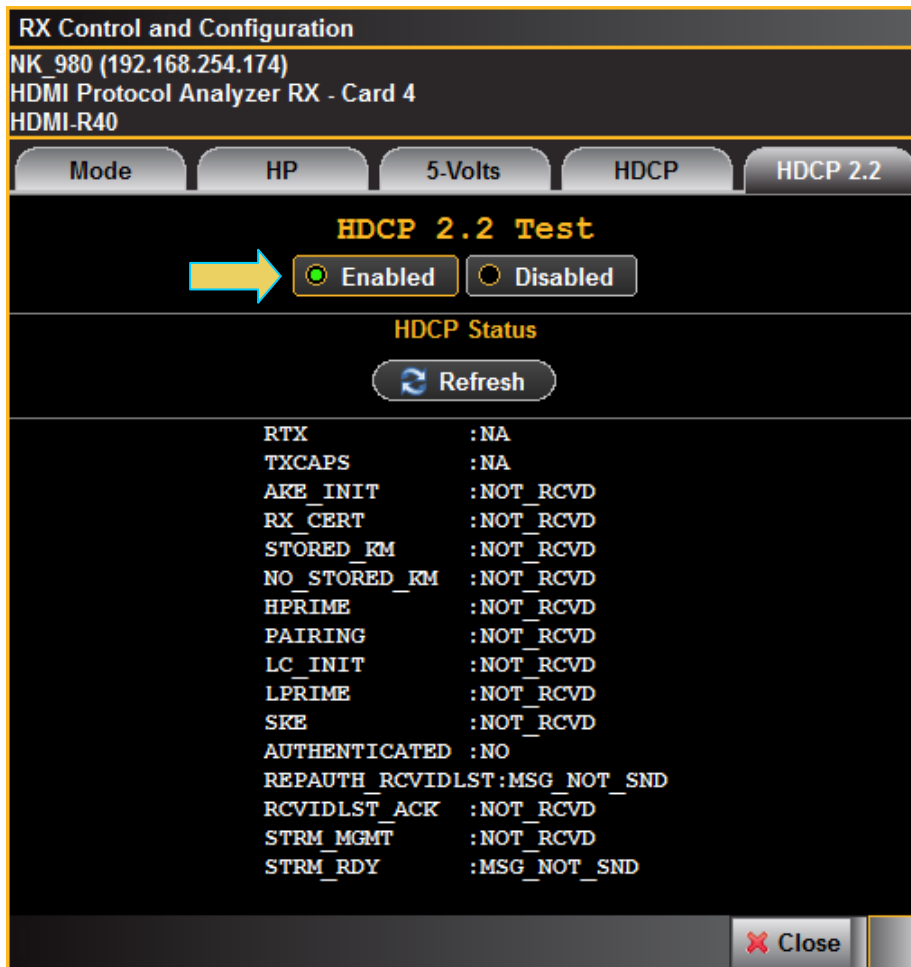 RX Control and Configuration
NK_980 (192.168.254.174)
HDMI Protocol Analyzer RX - Card 4
HDMI-R40
Mode HP 5-Volts HDCP HDCP 2.2
HDCP 2.2 Test
Enabled Disabled
HDCP Status
Refresh
RTX :NA
TXCAPS :NA
AKE_INIT :NOT_RCVD
RX_CERT :NOT_RCVD
STORED_KM :NOT_RCVD
NO_STORED_KM :NOT_RCVD
HPRIME :NOT_RCVD
PAIRING :NOT_RCVD
LC_INIT :NOT_RCVD
LPRIME :NOT_RCVD
SKE :NOT_RCVD
AUTHENTICATED :NO
REPAUTH_RCVIDLST:MSG_NOT_SND
RCVIDLST_ACK :NOT_RCVD
STRM_MGMT :NOT_RCVD
STRM_RDY :MSG_NOT_SND
Close